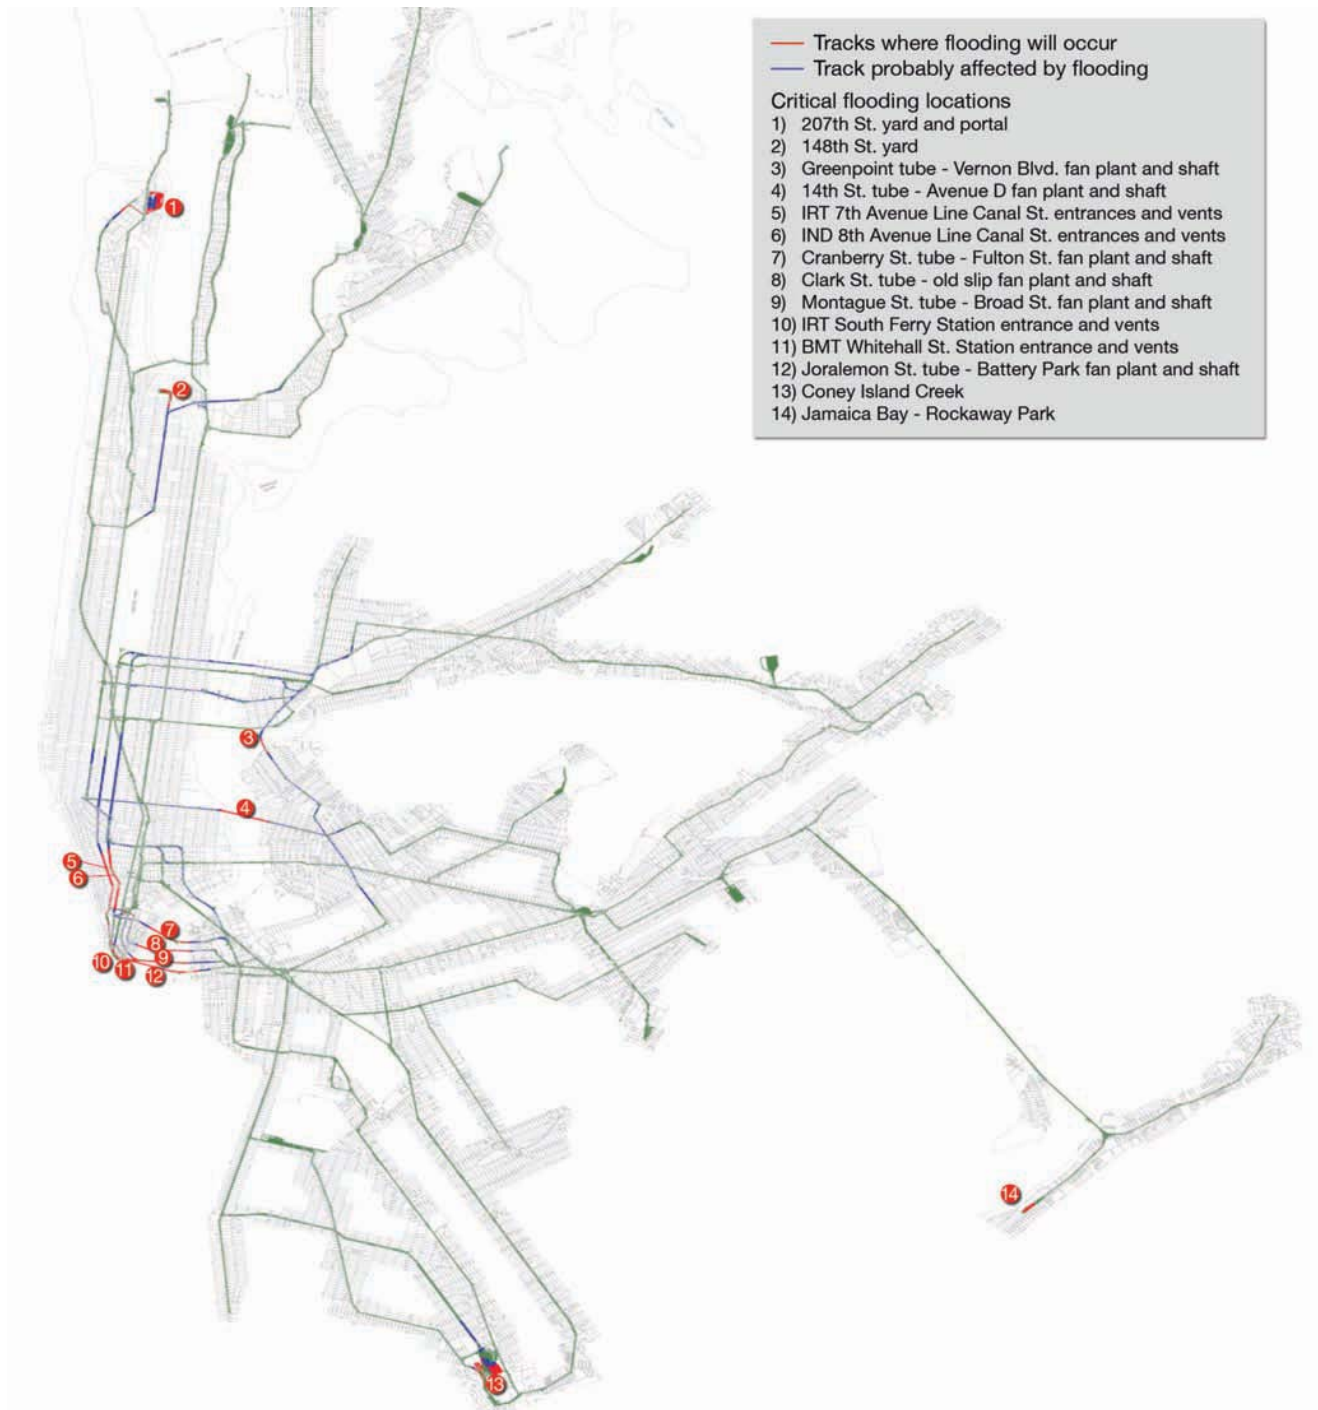 Tracks where flooding will occur
Track probably affected by flooding
Critical flooding locations
1) 207th St. yard and portal
2) 148th St. yard
3) Greenpoint tube - Vernon Blvd. fan plant and shaft
4) 14th St. tube - Avenue D fan plant and shaft
5) IRT 7th Avenue Line Canal St. entrances and vents
6) IND 8th Avenue Line Canal St. entrances and vents
7) Cranberry St. tube - Fulton St. fan plant and shaft
8) Clark St. tube - old slip fan plant and shaft
9) Montague St. tube - Broad St. fan plant and shaft
10) IRT South Ferry Station entrance and vents
11) BMT Whitehall St. Station entrance and vents
12) Joralemon St. tube - Battery Park fan plant and shaft
13) Coney Island Creek
14) Jamaica Bay - Rockaway Park
1
2
3
4
5
6
7
8
9
10
11
12
14
13